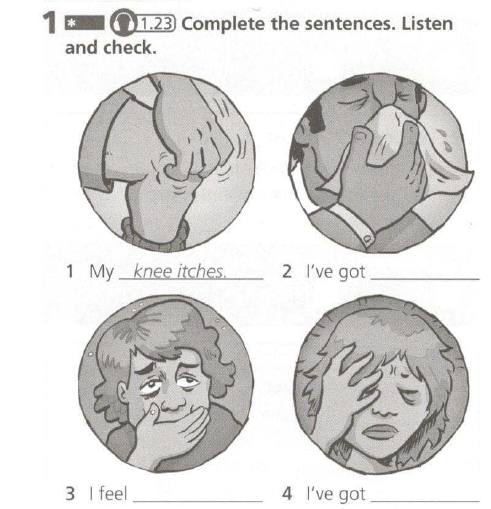 1 * 1.23 Complete the sentences. Listen
and check.
1 My knee itches.
2 I've got
3 I feel
4 I've got